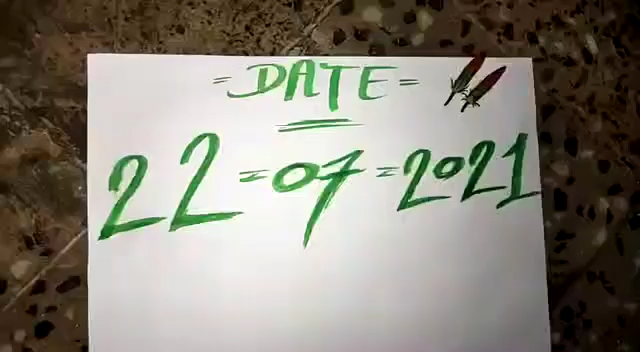 = DATE =
22=07=2021